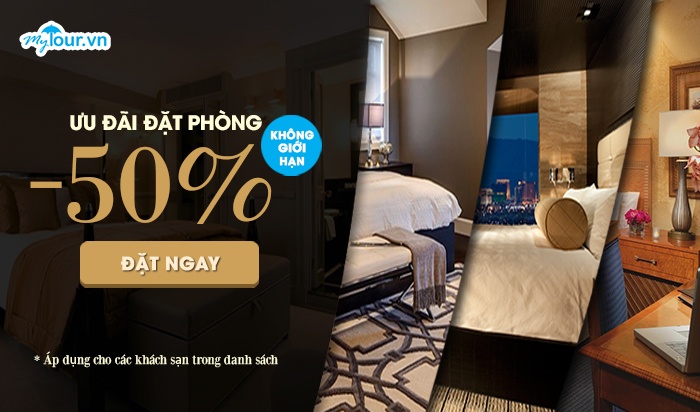 MyTour.vn
ƯU ĐÃI ĐẶT PHÒNG
-50%
KHÔNG
GIỚI
HẠN
ĐẶT NGAY
* Áp dụng cho các khách sạn trong danh sách